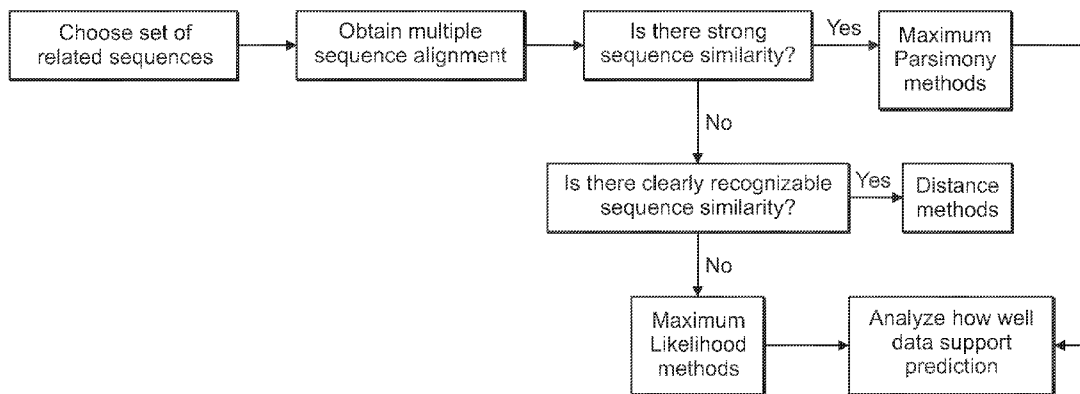 Choose set of
related sequences
Obtain multiple
sequence alignment
Is there strong
sequence similarity?
Yes
Maximum
Parsimony
methods
No
Is there clearly recognizable
sequence similarity?
Yes
Distance
methods
No
Maximum
Likelihood
methods
Analyze how well
data support
prediction